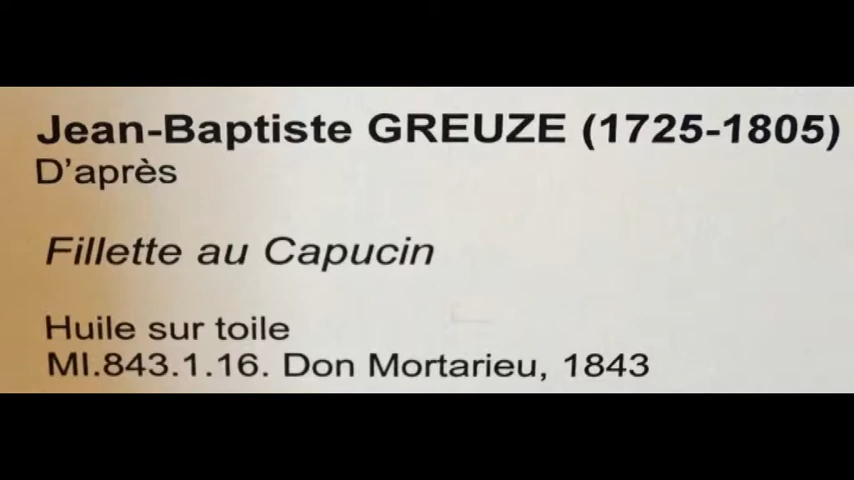 Jean-Baptiste GREUZE (1725-1805)
D'après
Fillette au Capucin
Huile sur toile
MI.843.1.16. Don Mortarieu, 1843